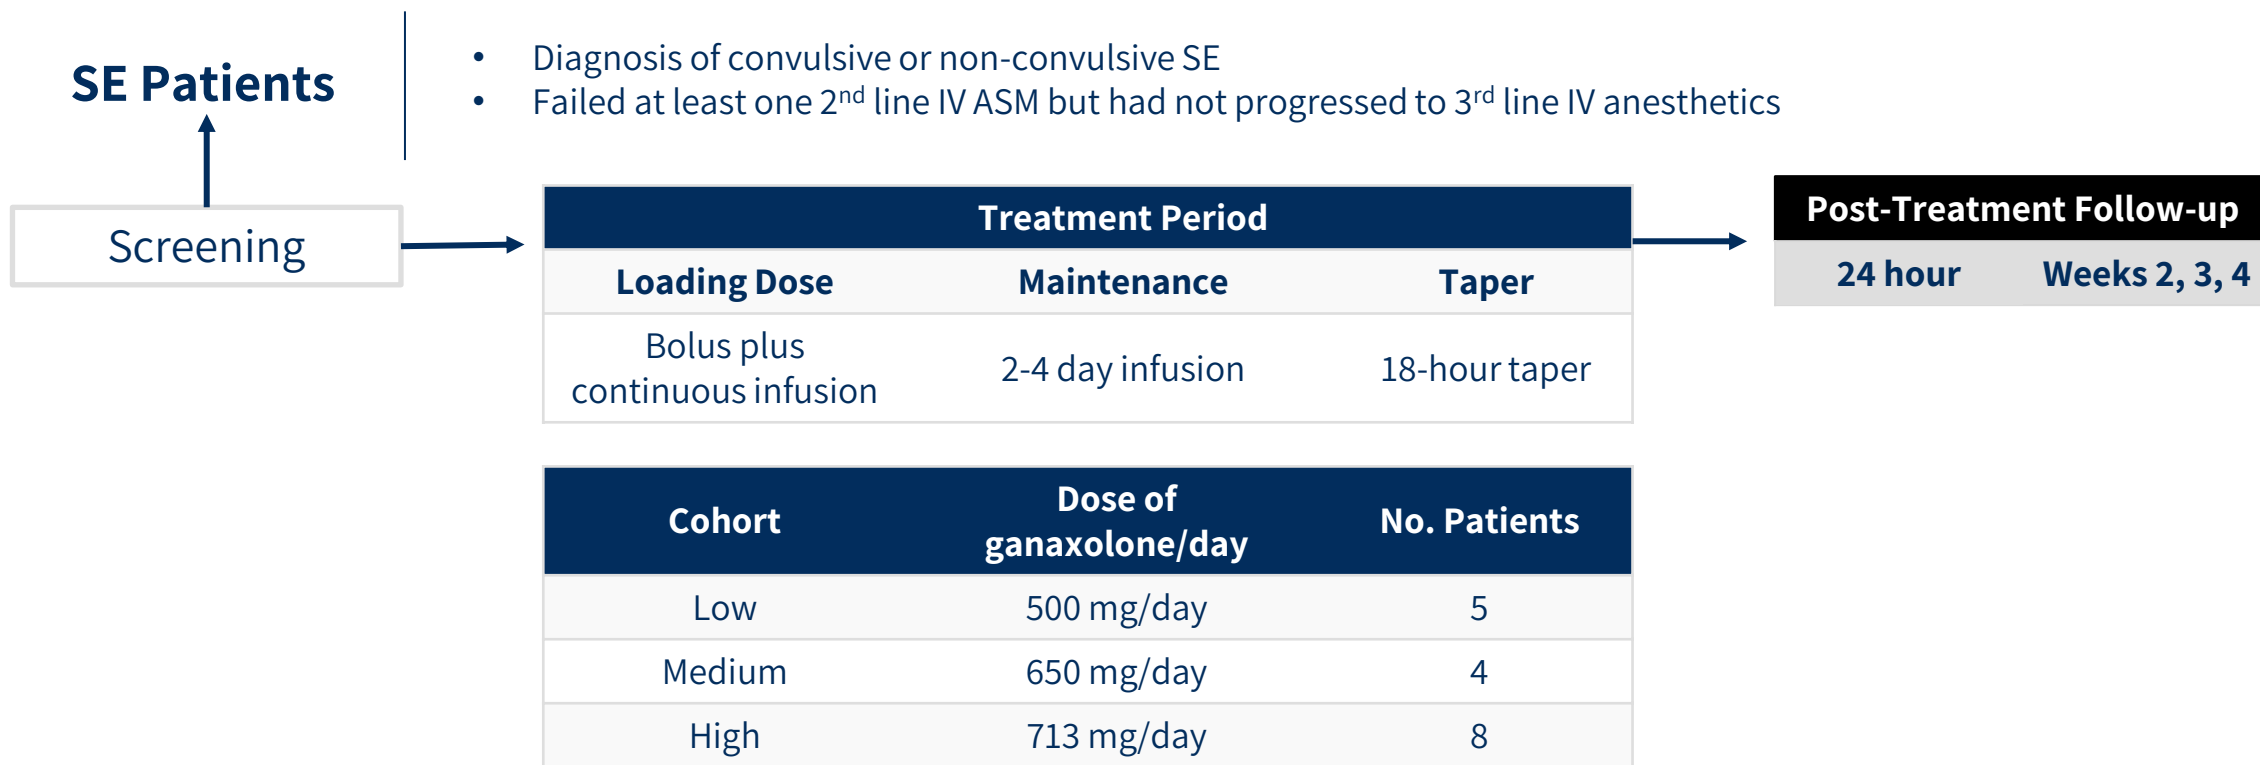 SE Patients
• Diagnosis of convulsive or non-convulsive SE
• Failed at least one 2nd line IV ASM but had not progressed to 3rd line IV anesthetics
Screening
Treatment Period
Loading Dose Maintenance Taper
Bolus plus
continuous infusion
2-4 day infusion
18-hour taper
Post-Treatment Follow-up
24 hour Weeks 2, 3, 4
Cohort
Dose of
ganaxolone/day
No. Patients
Low 500 mg/day 5
Medium 650 mg/day 4
High 713 mg/day 8